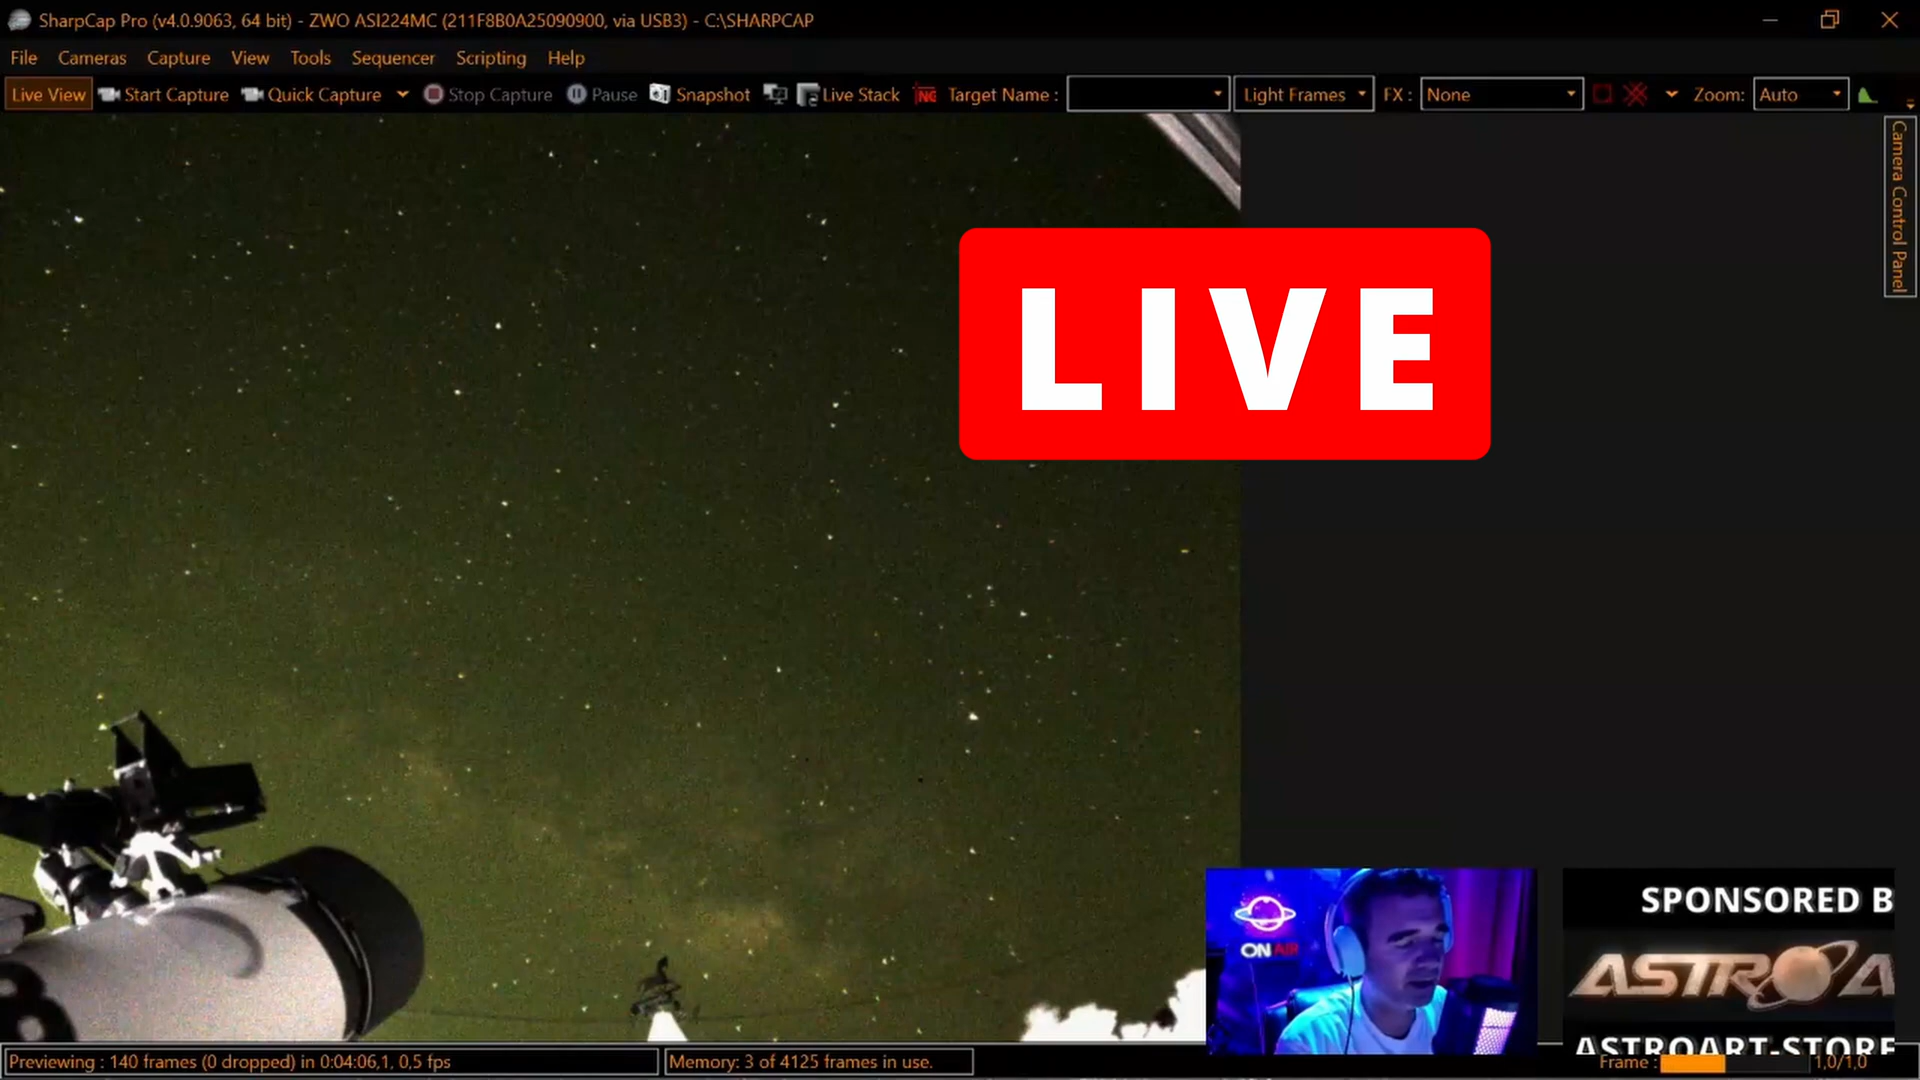 SharpCap Pro (v4.0.9063, 64 bit) - ZWO ASI224MC (211F8B0A25090900, via USB3) - C:\SHARPCAP
File Cameras Capture View Tools Sequencer Scripting Help
Live View Start Capture Quick Capture Stop Capture Pause Snapshot Live Stack Target Name : Light Frames FX : None Zoom: Auto
Camera Control Panel
LIVE
ON AIR
SPONSORED B
ASTROA
ASTROART-STORE
Previewing : 140 frames (0 dropped) in 0:04:06,1, 0,5 fps Memory: 3 of 4125 frames in use. Frame : 1,0/1,0